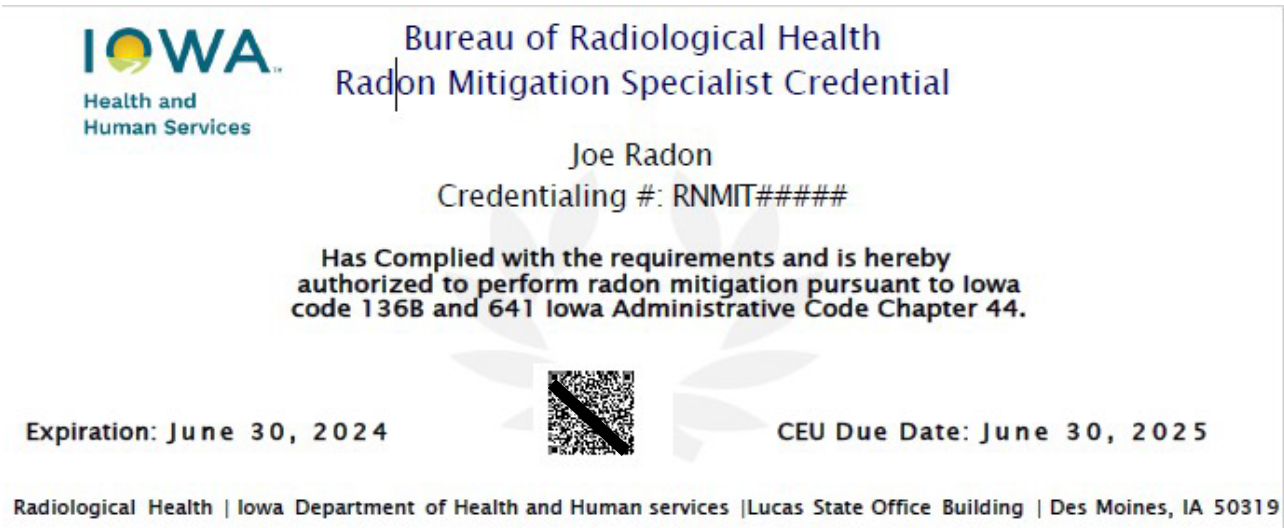 IOWA™
Health and
Human Services
Bureau of Radiological Health
Radon Mitigation Specialist Credential
Joe Radon
Credentialing #: RNMIT#####
Has Complied with the requirements and is hereby
authorized to perform radon mitigation pursuant to Iowa
code 136B and 641 Iowa Administrative Code Chapter 44.
Expiration: June 30, 2024
CEU Due Date: June 30, 2025
Radiological Health | Iowa Department of Health and Human services |Lucas State Office Building | Des Moines, IA 50319